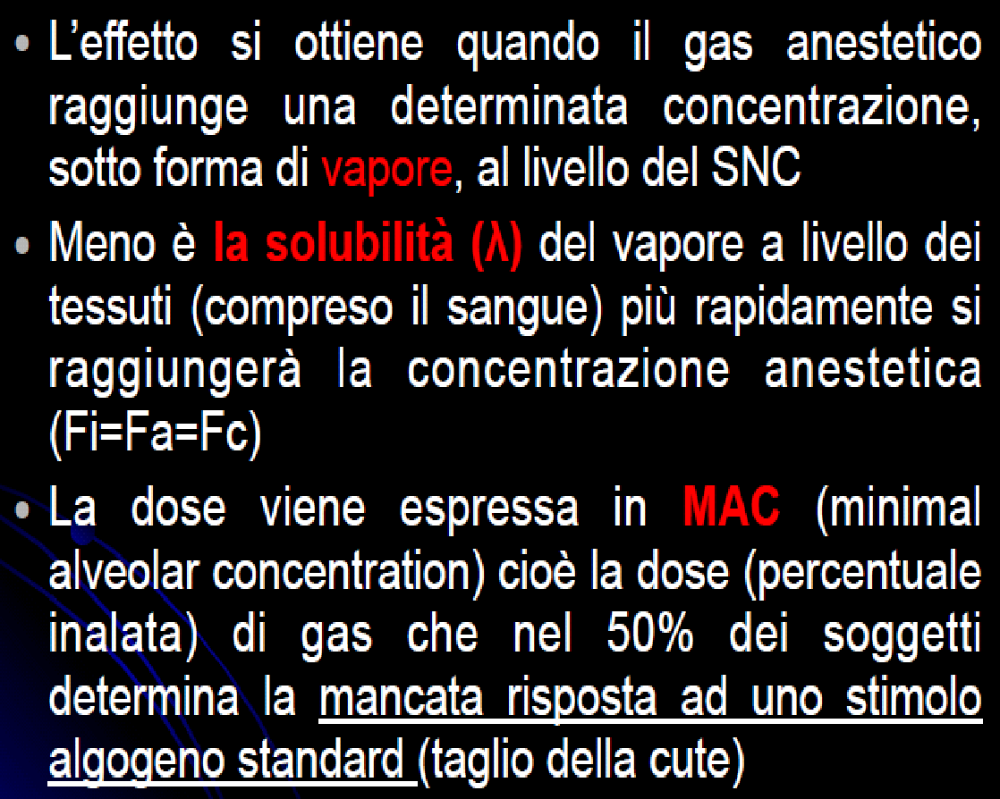 • L'effetto si ottiene quando il gas anestetico
raggiunge una determinata concentrazione,
sotto forma di vapore, al livello del SNC
• Meno è la solubilità (λ) del vapore a livello dei
tessuti (compreso il sangue) più rapidamente si
raggiungerà la concentrazione anestetica
(Fi=Fa=Fc)
• La dose viene espressa in MAC (minimal
alveolar concentration) cioè la dose (percentuale
inalata) di gas che nel 50% dei soggetti
determina la mancata risposta ad uno stimolo
algogeno standard (taglio della cute)